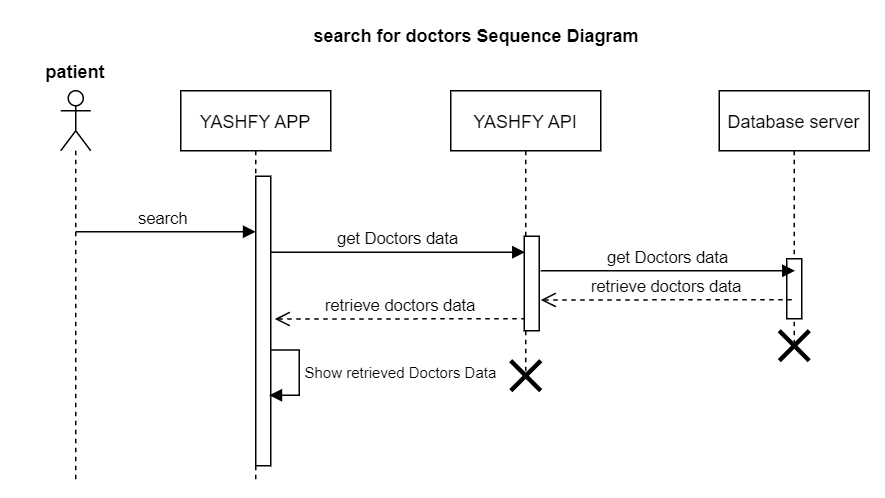 search for doctors Sequence Diagram
patient
YASHFY APP
YASHFY API
Database server
search
get Doctors data
get Doctors data
retrieve doctors data
retrieve doctors data
Show retrieved Doctors Data